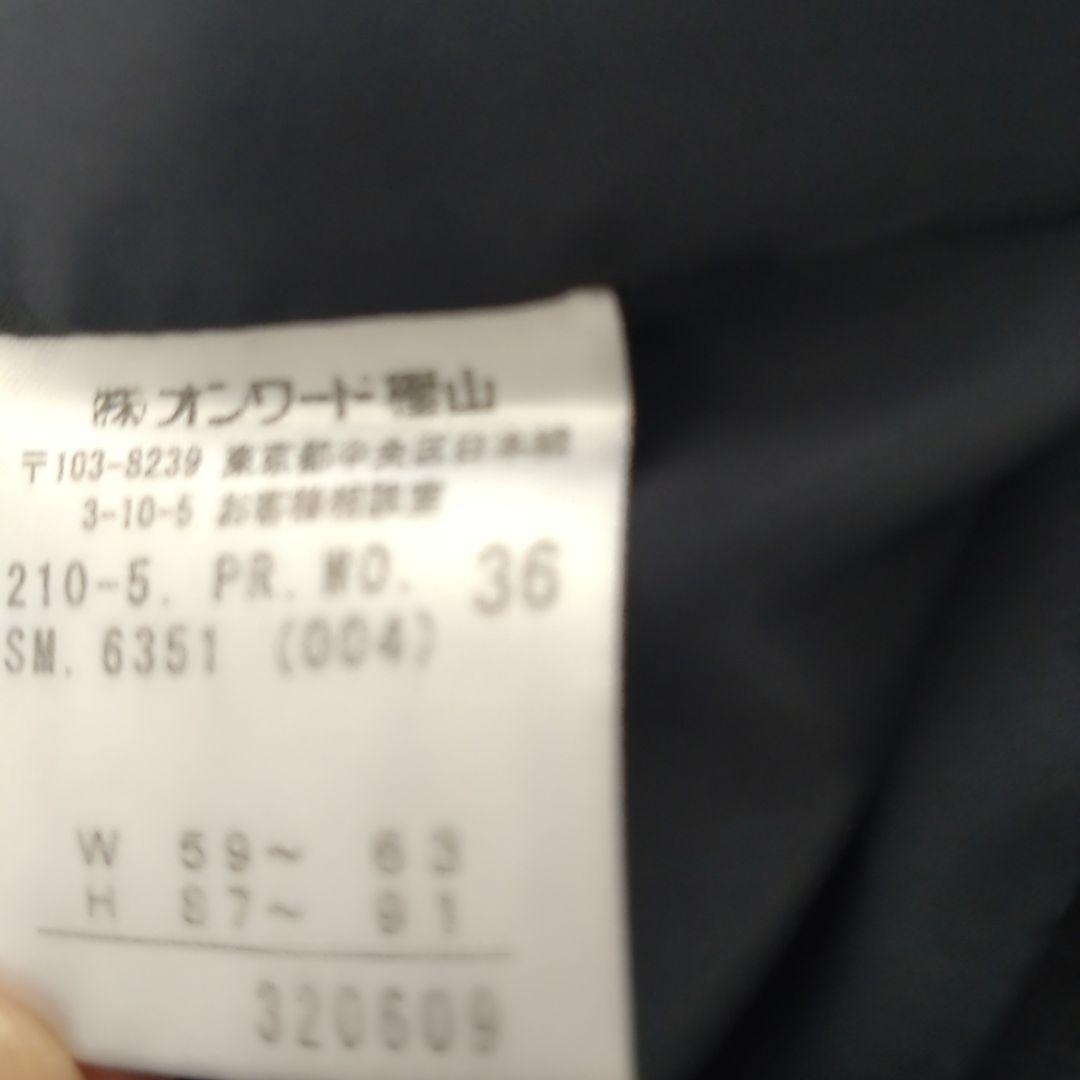 ㈱オンワード樫山
〒103-8239 東京都中央区日本橋
3-10-5 お客様相談室
210-5. PR. WO. 36
SM. 6351 (004)
W 59~ 63
H 87~ 91
320609